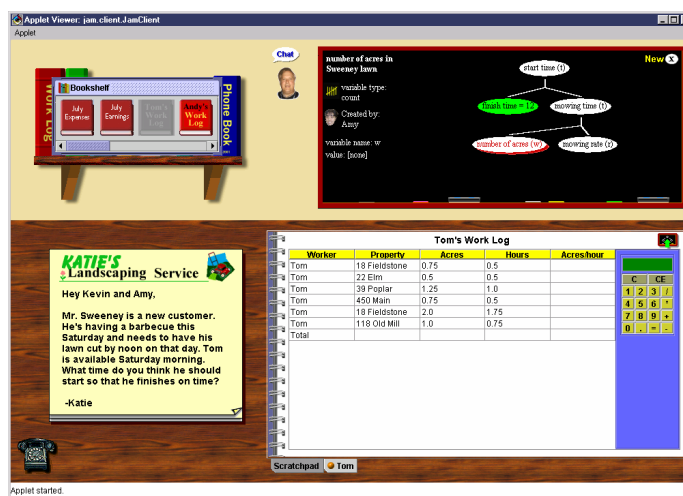 Applet Viewer: jam.client.JamClient
Applet
Work Log
Bookshelf
July
Expenses
July
Earnings
Tom's
Work
Log
Andy's
Work
Log
Phone Book
Chat
number of acres in
Sweeney lawn
variable type:
count
Created by:
Amy
variable name: w
value: [none]
New X
start time (t)
finish time = 12
mowing time (t)
number of acres (w)
mowing rate (r)
KATIE'S
Landscaping Service
Hey Kevin and Amy,
Mr. Sweeney is a new customer.
He's having a barbecue this
Saturday and needs to have his
lawn cut by noon on that day. Tom
is available Saturday morning.
What time do you think he should
start so that he finishes on time?
-Katie
Tom's Work Log
Worker Property Acres Hours Acres/hour
Tom 18 Fieldstone 0.75 0.5
Tom 22 Elm 0.5 0.5
Tom 39 Poplar 1.25 1.0
Tom 450 Main 0.75 0.5
Tom 18 Fieldstone 2.0 1.75
Tom 118 Old Mill 1.0 0.75
Total
C CE
1 2 3 /
4 5 6 *
7 8 9 +
0 . = -
Scratchpad Tom
Applet started.